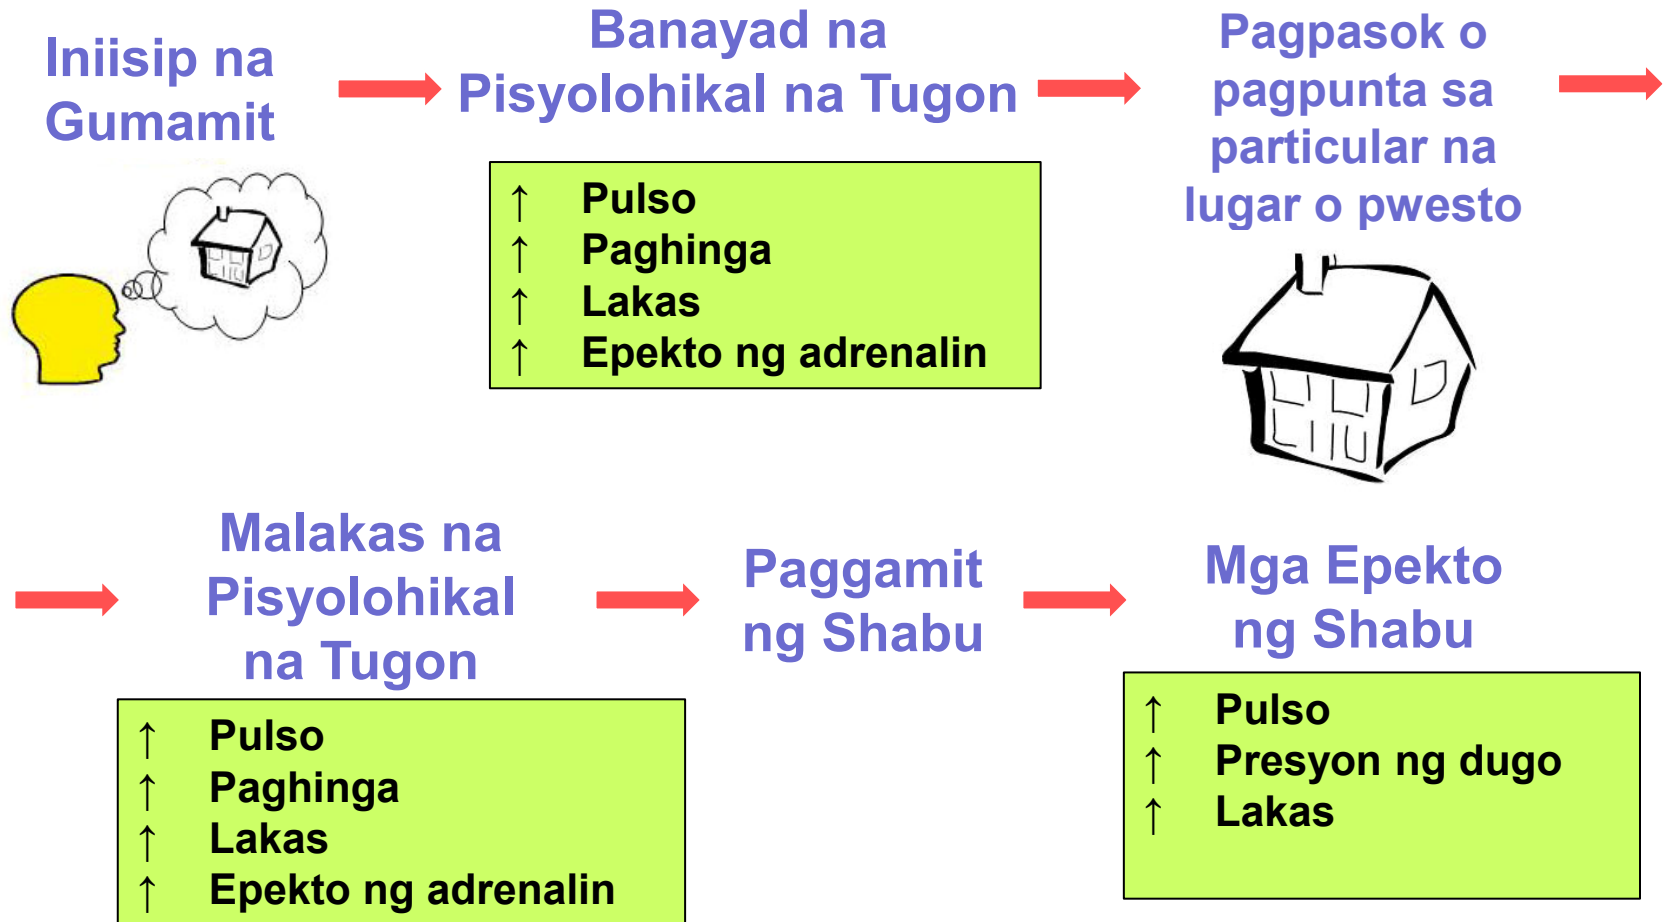 Iniisip na
Gumamit
Banayad na
Pisyolohikal na Tugon
↑ Pulso
↑ Paghinga
↑ Lakas
↑ Epekto ng adrenalin
Pagpasok o
pagpunta sa
particular na
lugar o pwesto
Malakas na
Pisyolohikal
na Tugon
↑ Pulso
↑ Paghinga
↑ Lakas
↑ Epekto ng adrenalin
Paggamit
ng Shabu
Mga Epekto
ng Shabu
↑ Pulso
↑ Presyon ng dugo
↑ Lakas